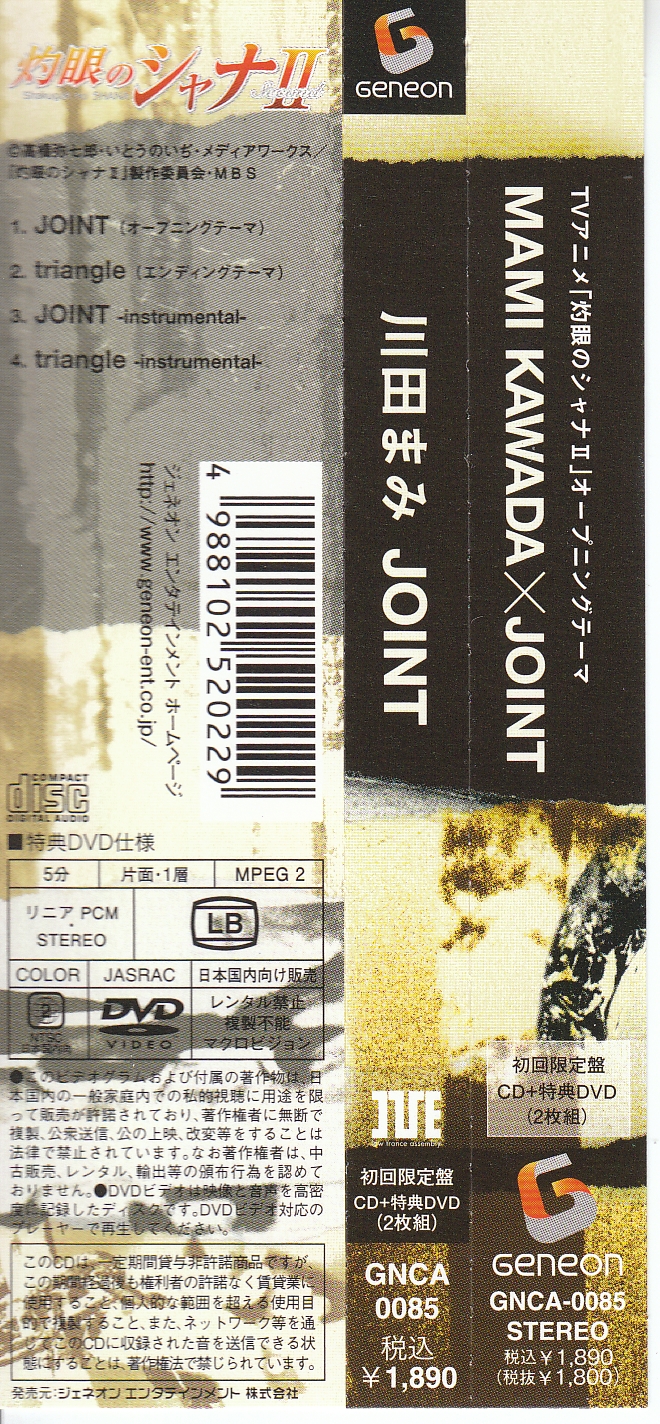 灼眼のシャナⅡ
Second
©高橋弥七郎・いとうのいぢ・メディアワークス／
『灼眼のシャナⅡ』製作委員会・MBS
1. JOINT (オープニングテーマ)
2. triangle (エンディングテーマ)
3. JOINT -instrumental-
4. triangle -instrumental-
ジェネオン エンタテインメント ホームページ
http://www.geneon-ent.co.jp/
4 988102 520229
COMPACT
disc
DIGITAL AUDIO
■特典DVD仕様
5分 片面・1層 MPEG 2
リニア PCM
・
STEREO
LB
COLOR JASRAC 日本国内向け販売
2
NTSC
日本国内向
DVD
VIDEO
レンタル禁止
複製不能
マクロビジョン
●このビデオグラムおよび付属の著作物は、日
本国内の一般家庭内での私的視聴に用途を限
って販売が許諾されており、著作権者に無断で
複製、公衆送信、公の上映、改変等をすることは
法律で禁止されています。なお著作権者は、中
古販売、レンタル、輸出等の頒布行為を認めて
おりません。●DVDビデオは映像と音声を高密
度に記録したディスクです。DVDビデオ対応の
プレーヤーで再生してください。
このCDは、一定期間貸与非許諾商品ですが、
この期間経過後も権利者の許諾なく賃貸業に
使用すること、個人的な範囲を超える使用目
的で複製すること、また、ネットワーク等を通
じてこのCDに収録された音を送信できる状
態にすることは、著作権法で禁じられています。
発売元:ジェネオン エンタテインメント 株式会社
GENEON
川田まみ JOINT
I'VE
初回限定盤
CD+特典DVD
(2枚組)
GNCA
0085
税込
￥1,890
TVアニメ「灼眼のシャナⅡ」オープニングテーマ
MAMI KAWADA×JOINT
初回限定盤
CD+特典DVD
(2枚組)
GENEON
GNCA-0085
STEREO
税込￥1,890
(税抜￥1,800)